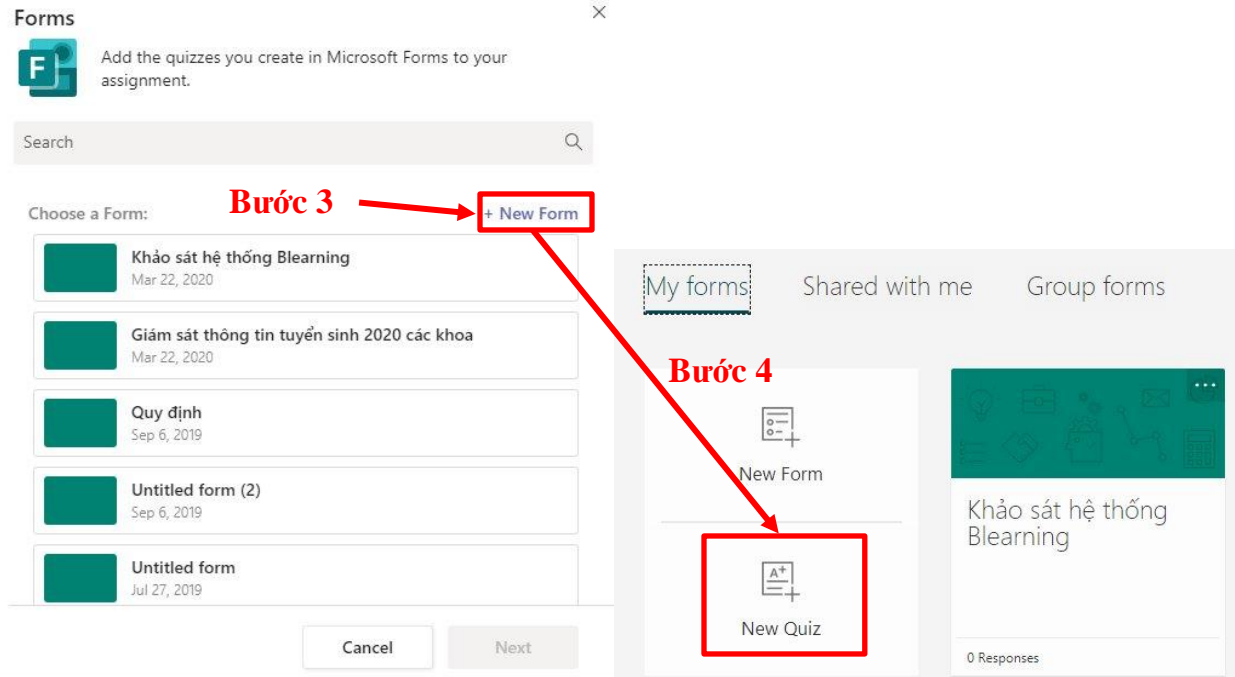 Forms
F
Add the quizzes you create in Microsoft Forms to your
assignment.
Search
Bước 3
Choose a Form:
+ New Form
Khảo sát hệ thống Blearning
Mar 22, 2020
Giám sát thông tin tuyển sinh 2020 các khoa
Mar 22, 2020
Quy định
Sep 6, 2019
Untitled form (2)
Sep 6, 2019
Untitled form
Jul 27, 2019
Cancel
Next
My forms
Shared with me
Group forms
Bước 4
New Form
A+
New Quiz
Khảo sát hệ thống
Blearning
0 Responses